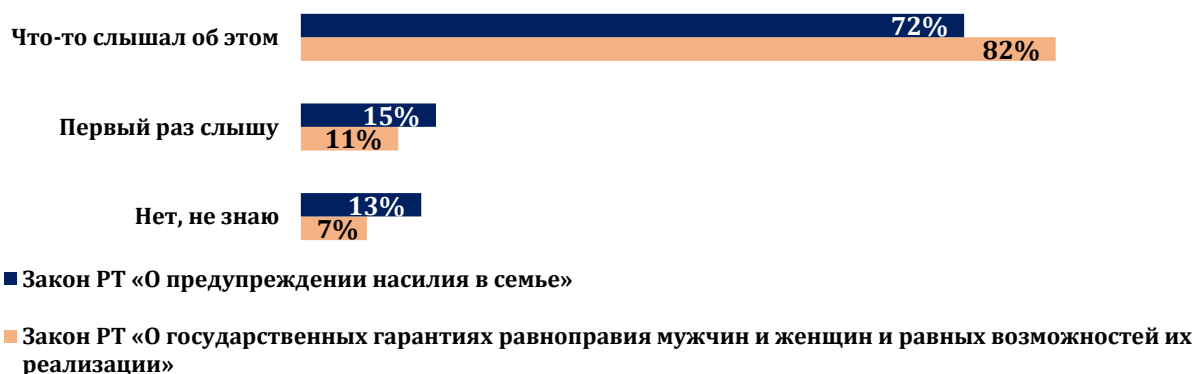 Что-то слышал об этом
72%
82%
Первый раз слышу
15%
11%
Нет, не знаю
13%
7%
Закон РТ «О предупреждении насилия в семье»
Закон РТ «О государственных гарантиях равноправия мужчин и женщин и равных возможностей их
реализации»